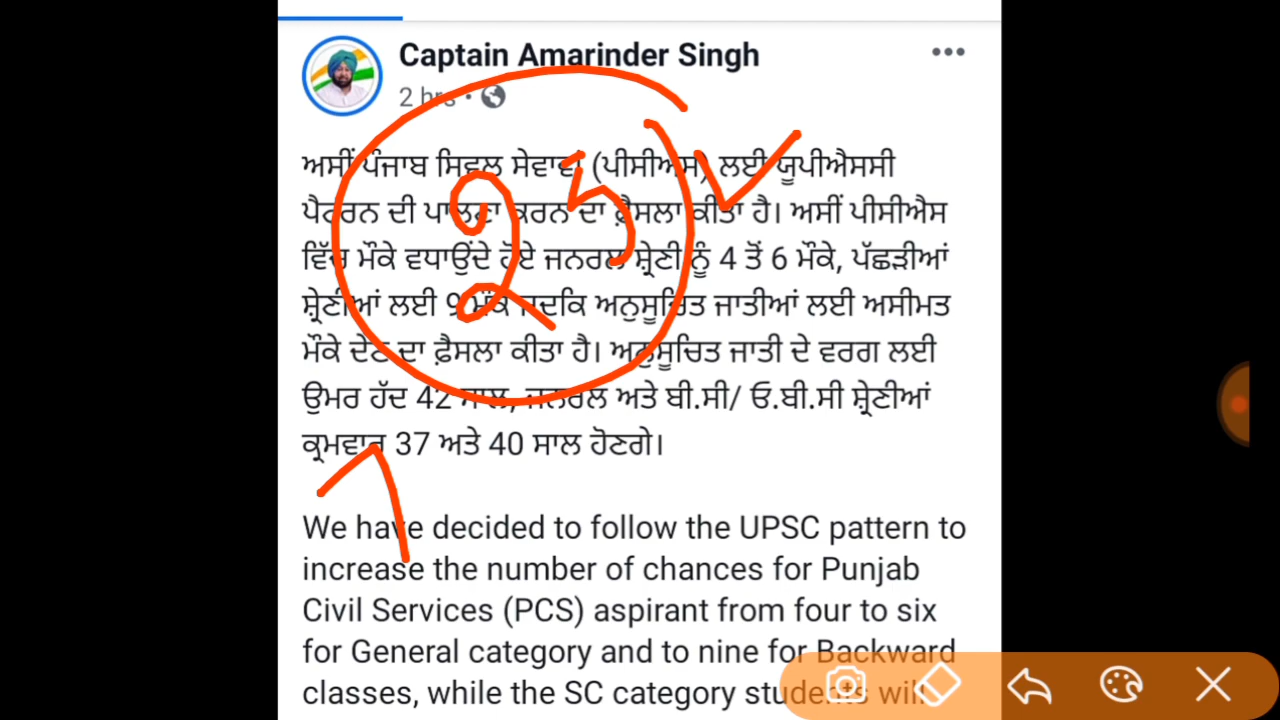 Captain Amarinder Singh
2 hrs •
ਅਸੀਂ ਪੰਜਾਬ ਸਿਵਲ ਸੇਵਾਵਾਂ (ਪੀਸੀਐਸ) ਲਈ ਯੂਪੀਐਸਸੀ
ਪੈਟਰਨ ਦੀ ਪਾਲਣਾ ਕਰਨ ਦਾ ਫ਼ੈਸਲਾ ਕੀਤਾ ਹੈ। ਅਸੀਂ ਪੀਸੀਐਸ
ਵਿੱਚ ਮੌਕੇ ਵਧਾਉਂਦੇ ਹੋਏ ਜਨਰਲ ਸ਼੍ਰੇਣੀ ਨੂੰ 4 ਤੋਂ 6 ਮੌਕੇ, ਪੱਛੜੀਆਂ
ਸ਼੍ਰੇਣੀਆਂ ਲਈ 9 ਮੌਕੇ ਜਦਕਿ ਅਨੁਸੂਚਿਤ ਜਾਤੀਆਂ ਲਈ ਅਸੀਮਤ
ਮੌਕੇ ਦੇਣ ਦਾ ਫ਼ੈਸਲਾ ਕੀਤਾ ਹੈ। ਅਨੁਸੂਚਿਤ ਜਾਤੀ ਦੇ ਵਰਗ ਲਈ
ਉਮਰ ਹੱਦ 42 ਸਾਲ, ਜਨਰਲ ਅਤੇ ਬੀ.ਸੀ/ ਓ.ਬੀ.ਸੀ ਸ਼੍ਰੇਣੀਆਂ
ਕ੍ਰਮਵਾਰ 37 ਅਤੇ 40 ਸਾਲ ਹੋਣਗੇ।
We have decided to follow the UPSC pattern to
increase the number of chances for Punjab
Civil Services (PCS) aspirant from four to six
for General category and to nine for Backward
classes, while the SC category students will